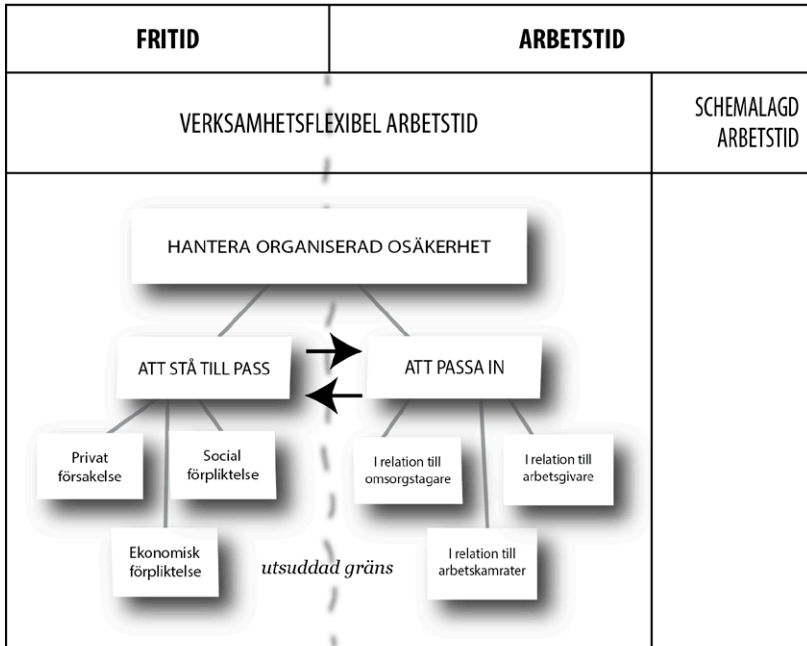 FRITID
ARBETSTID
VERKSAMHETSFLEXIBEL ARBETSTID
SCHEMALAGD
ARBETSTID
HANTERA ORGANISERAD OSÄKERHET
ATT STÅ TILL PASS
ATT PASSA IN
Privat
försakelse
Social
förpliktelse
I relation till
omsorgstagare
I relation till
arbetsgivare
Ekonomisk
förpliktelse
utsuddad gräns
I relation till
arbetskamrater